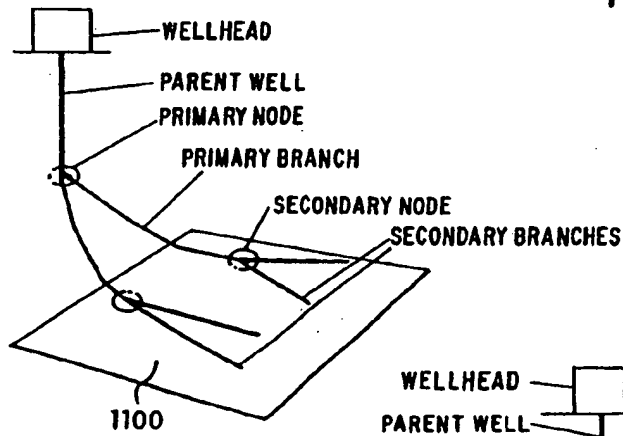 WELLHEAD
PARENT WELL
PRIMARY NODE
PRIMARY BRANCH
SECONDARY NODE
SECONDARY BRANCHES
1100
WELLHEAD
PARENT WELL